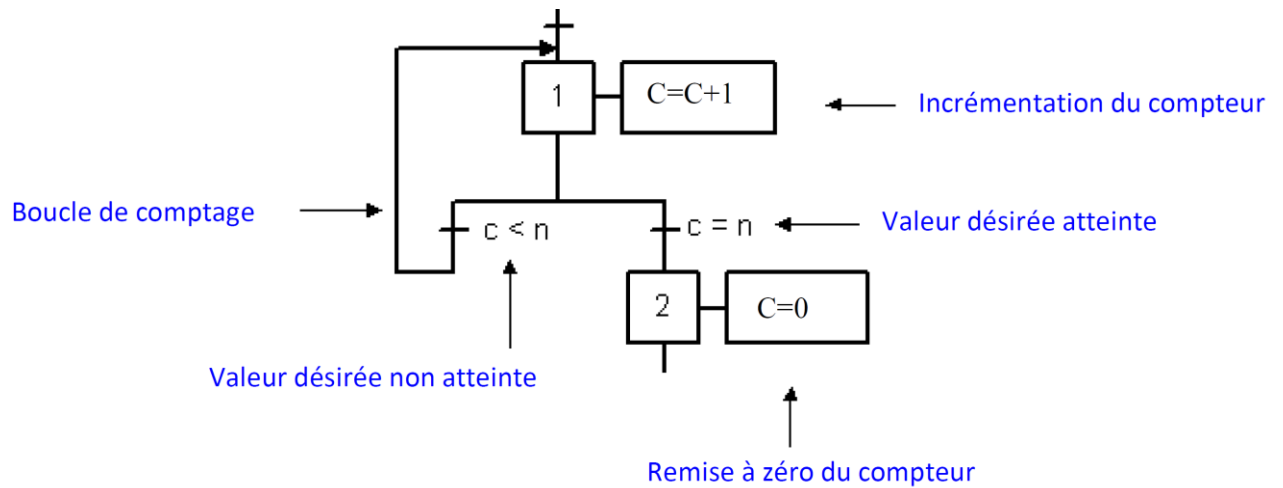 1
C=C+1
Incrémentation du compteur
Boucle de comptage
c < n
c = n
Valeur désirée atteinte
2
C=0
Valeur désirée non atteinte
Remise à zéro du compteur